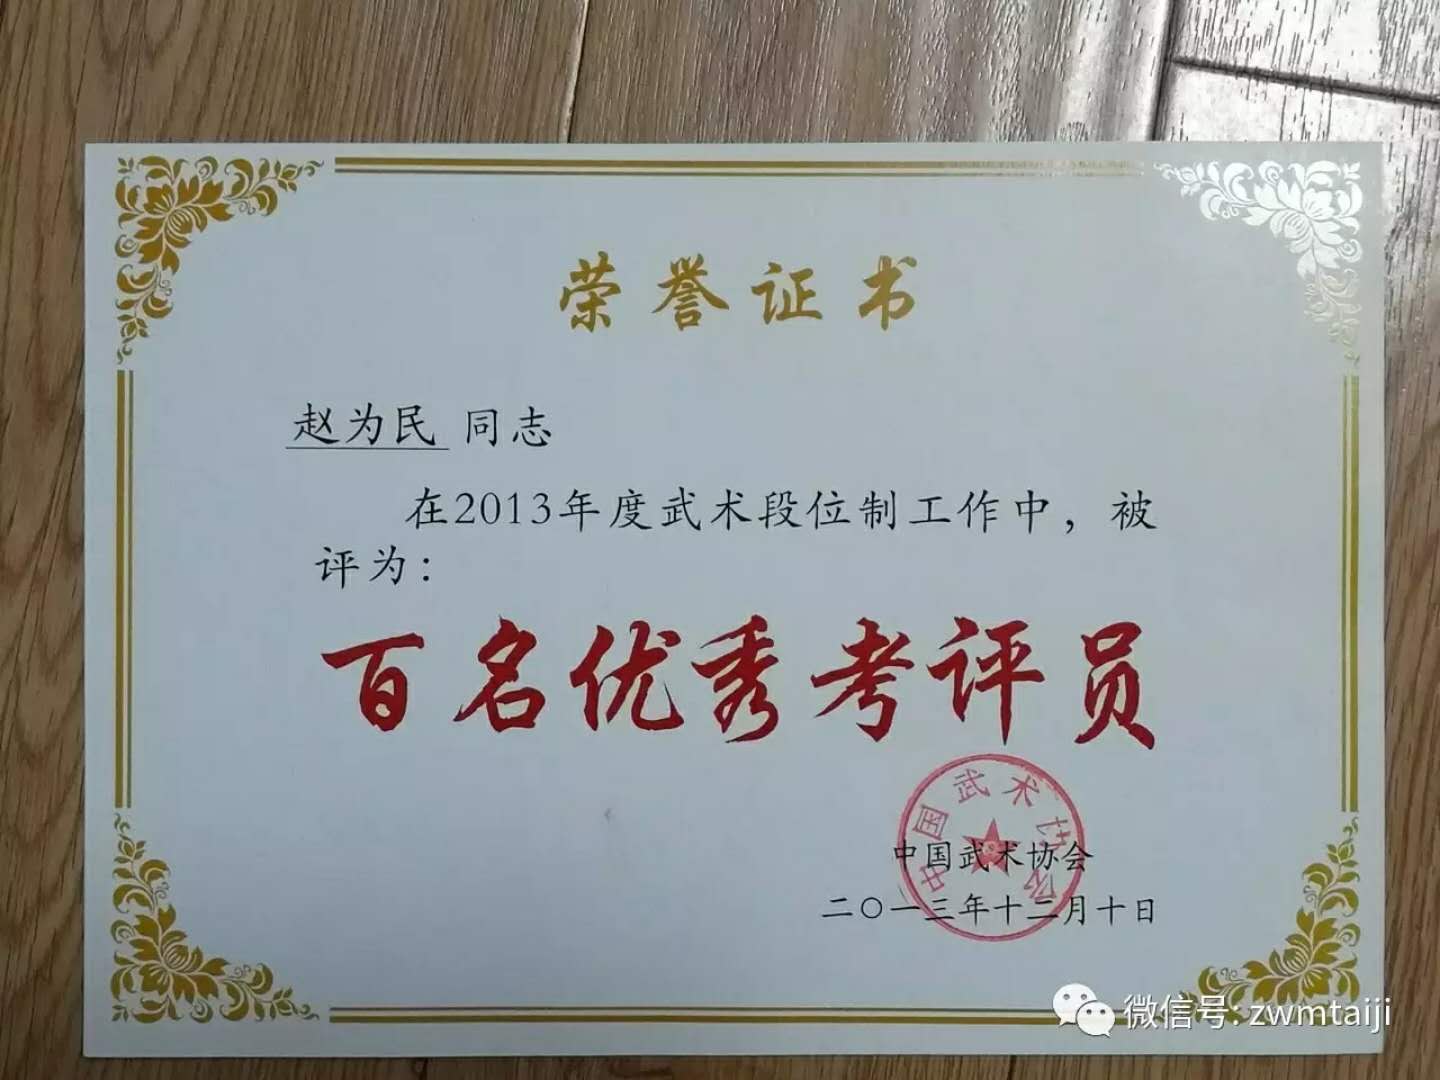 荣誉证书
赵为民 同志
在2013年度武术段位制工作中，被
评为：
百名优秀考评员
中国武术协会
中国武术协会
二〇一三年十二月十日
微信号: zwmtaiji